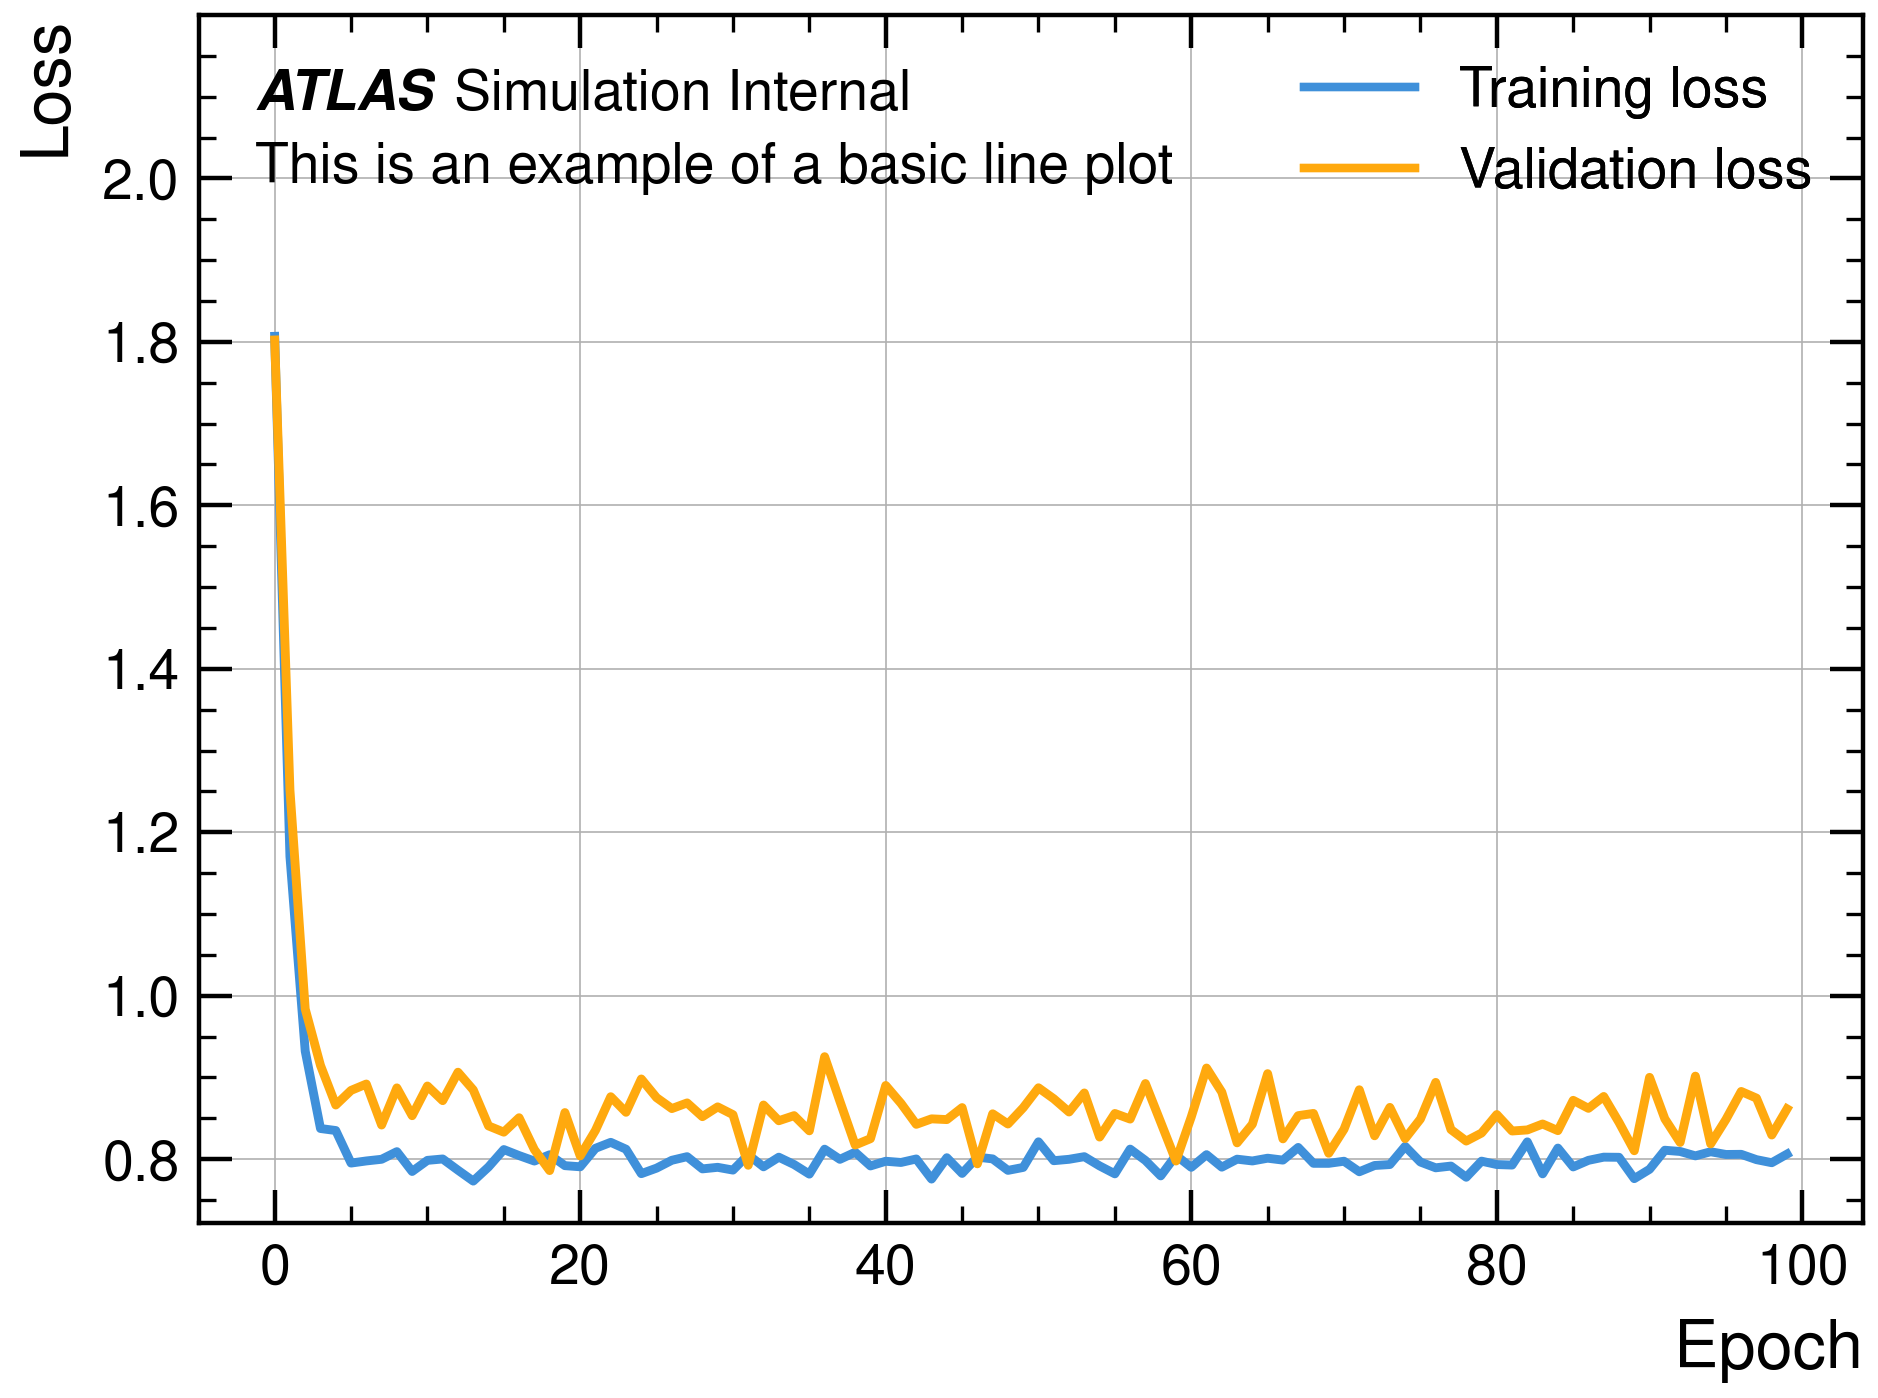 Loss
ATLAS Simulation Internal
This is an example of a basic line plot
Training loss
Validation loss
2.0
1.8
1.6
1.4
1.2
1.0
0.8
0 20 40 60 80 100
Epoch